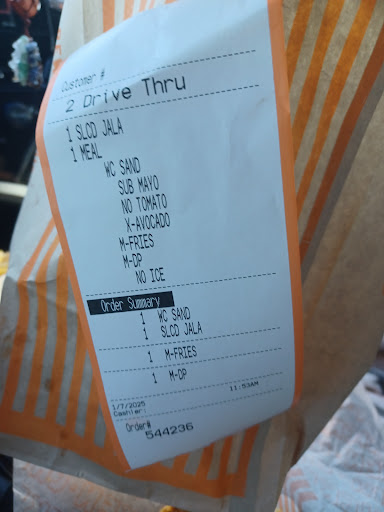 Customer #
2 Drive Thru
1 SLCD JALA
1 MEAL
WC SAND
SUB MAYO
NO TOMATO
X-AVOCADO
M-FRIES
M-DP
NO ICE
Order Summary
1 WC SAND
1 SLCD JALA
1 M-FRIES
1 M-DP
1/7/2025 11:53AM
Cashier:
Order#
544236